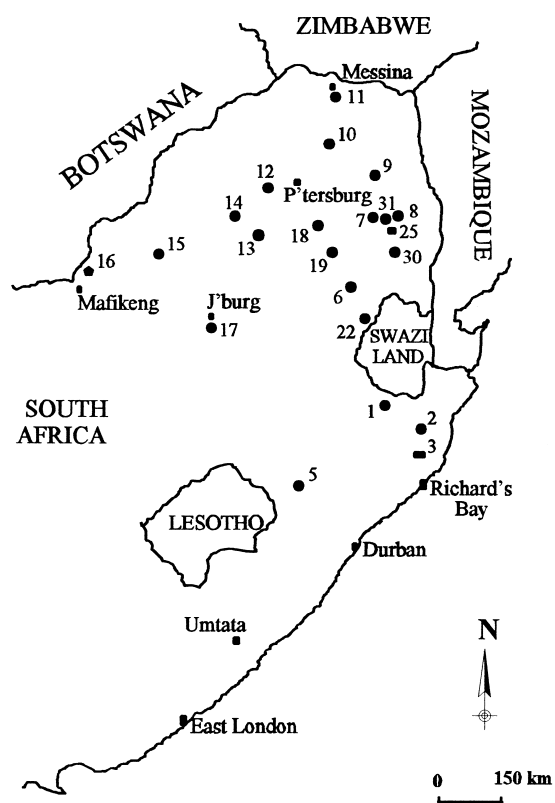 ZIMBABWE
Messina
11
BOTSWANA
MOZAMBIQUE
10
9
12
P'tersburg
14
7
31
8
25
13
18
15
19
30
16
Mafikeng
6
J'burg
17
22
SWAZI
LAND
1
2
3
SOUTH
AFRICA
5
Richard's
Bay
LESOTHO
Durban
Umtata
N
East London
0
150 km